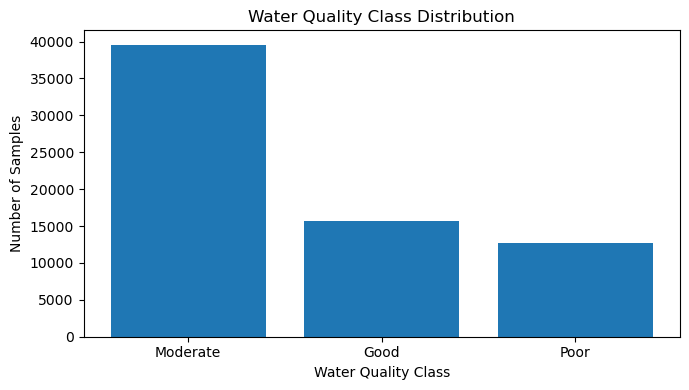 Water Quality Class Distribution
Number of Samples
40000
35000
30000
25000
20000
15000
10000
5000
0
Moderate Good Poor
Water Quality Class